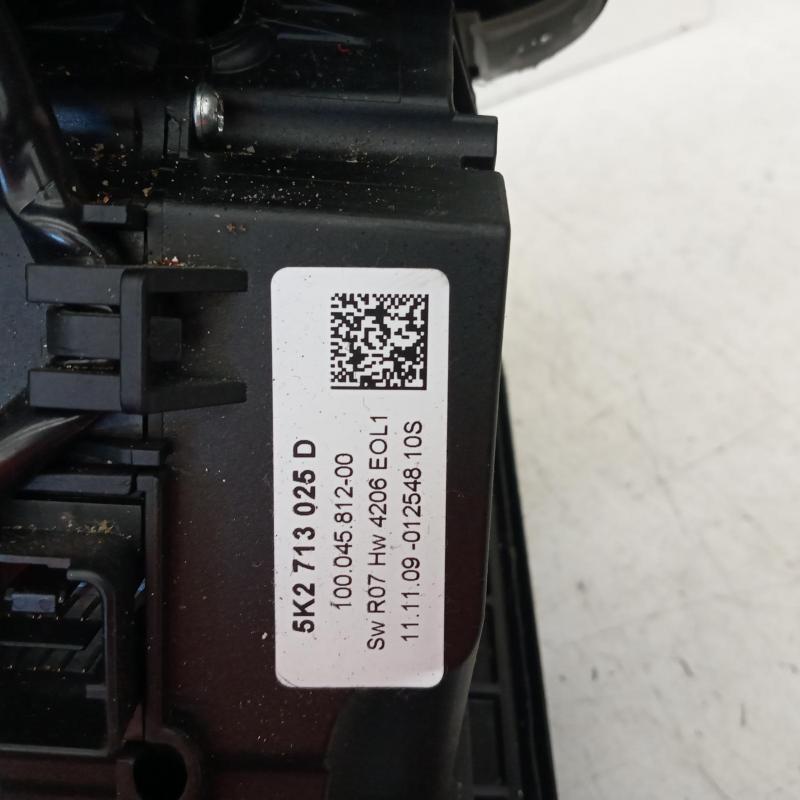 5K2 713 025 D
100.045.812-00
Sw R07 Hw 4206 EOL1
11.11.09 -012548.10S